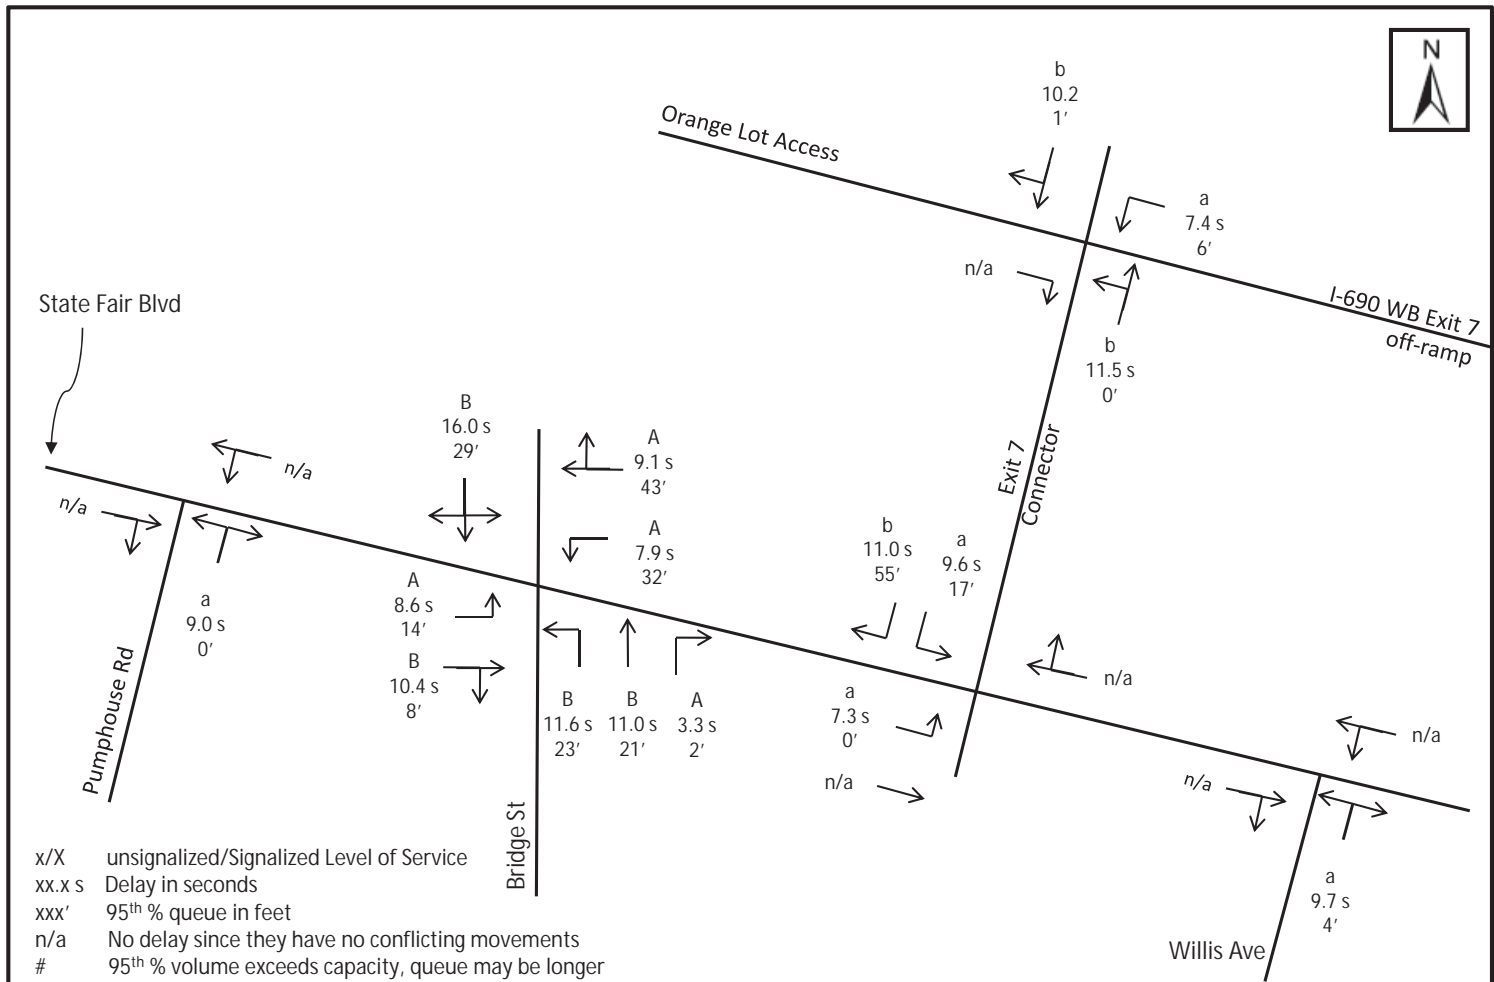 N
b
10.2
1′
Orange Lot Access
a
7.4 s
6′
n/a
I-690 WB Exit 7
off-ramp
b
11.5 s
0′
State Fair Blvd
Exit 7
Connector
B
16.0 s
29′
A
9.1 s
43′
n/a
n/a
A
7.9 s
32′
b
11.0 s
55′
a
9.6 s
17′
a
9.0 s
0′
A
8.6 s
14′
B
10.4 s
8′
B
11.6 s
23′
B
11.0 s
21′
A
3.3 s
2′
a
7.3 s
0′
n/a
n/a
n/a
n/a
Pumphouse Rd
Bridge St
a
9.7 s
4′
Willis Ave
x/X unsignalized/Signalized Level of Service
xx.x s Delay in seconds
xxx′ 95th % queue in feet
n/a No delay since they have no conflicting movements
# 95th % volume exceeds capacity, queue may be longer